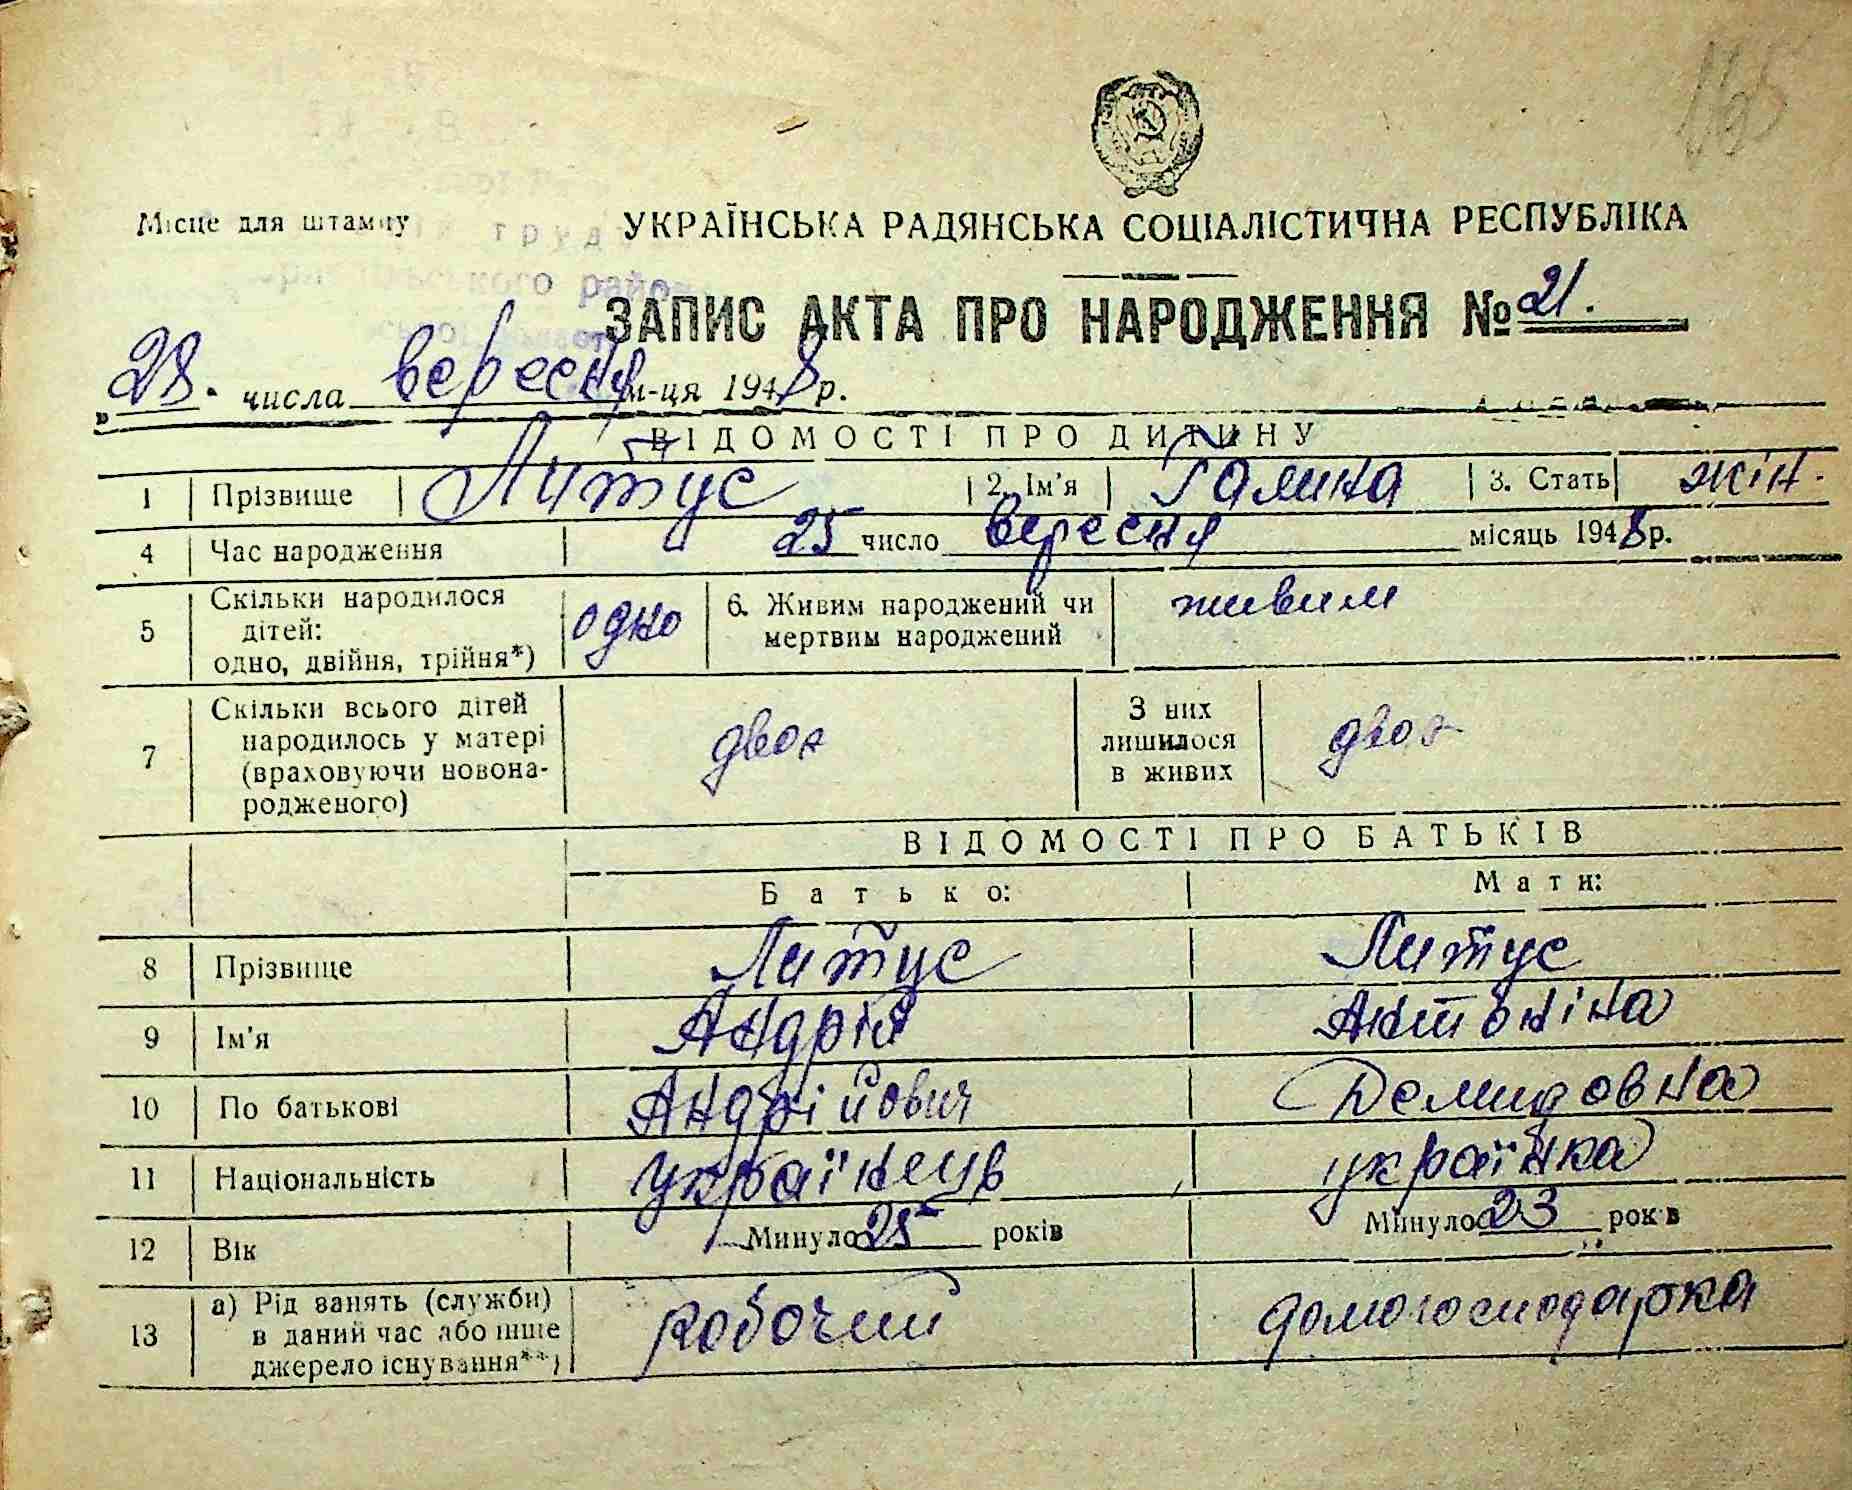 165
Місце для штампу
УКРАЇНСЬКА РАДЯНСЬКА СОЦІАЛІСТИЧНА РЕСПУБЛІКА
труд
ського район
ЗАПИС АКТА ПРО НАРОДЖЕННЯ № 21.
„28. числа вересня м-ця 1948 р.
ВІДОМОСТІ ПРО ДИТИНУ
1 Прізвище Литус 2. Ім'я Галина 3. Стать жін.
4 Час народження 25 число вересня місяць 1948 р.
5 Скільки народилося дітей: одно, двійня, трійня*) одно 6. Живим народжений чи мертвим народжений живим
7 Скільки всього дітей народилось у матері (враховуючи новонародженого) двоє З них лишилося в живих двоє
ВІДОМОСТІ ПРО БАТЬКІВ
Батько: Мати:
8 Прізвище Литус Литус
9 Ім'я Андрій Антоніна
10 По батькові Андрійович Демидовна
11 Національність українець українка
12 Вік Минуло 25 років Минуло 23 років
13 а) Рід занять (служби) в даний час або інше джерело існування**) робочий домогосподарка